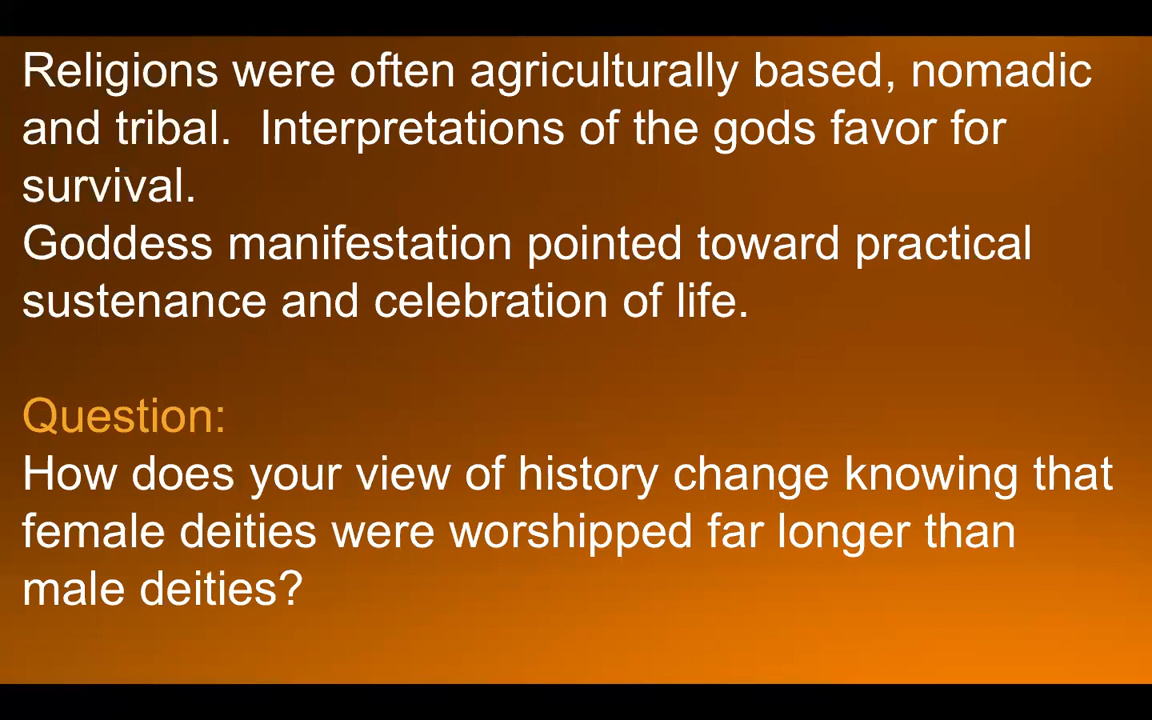 Religions were often agriculturally based, nomadic
and tribal.  Interpretations of the gods favor for
survival.
Goddess manifestation pointed toward practical
sustenance and celebration of life.
Question:
How does your view of history change knowing that
female deities were worshipped far longer than
male deities?